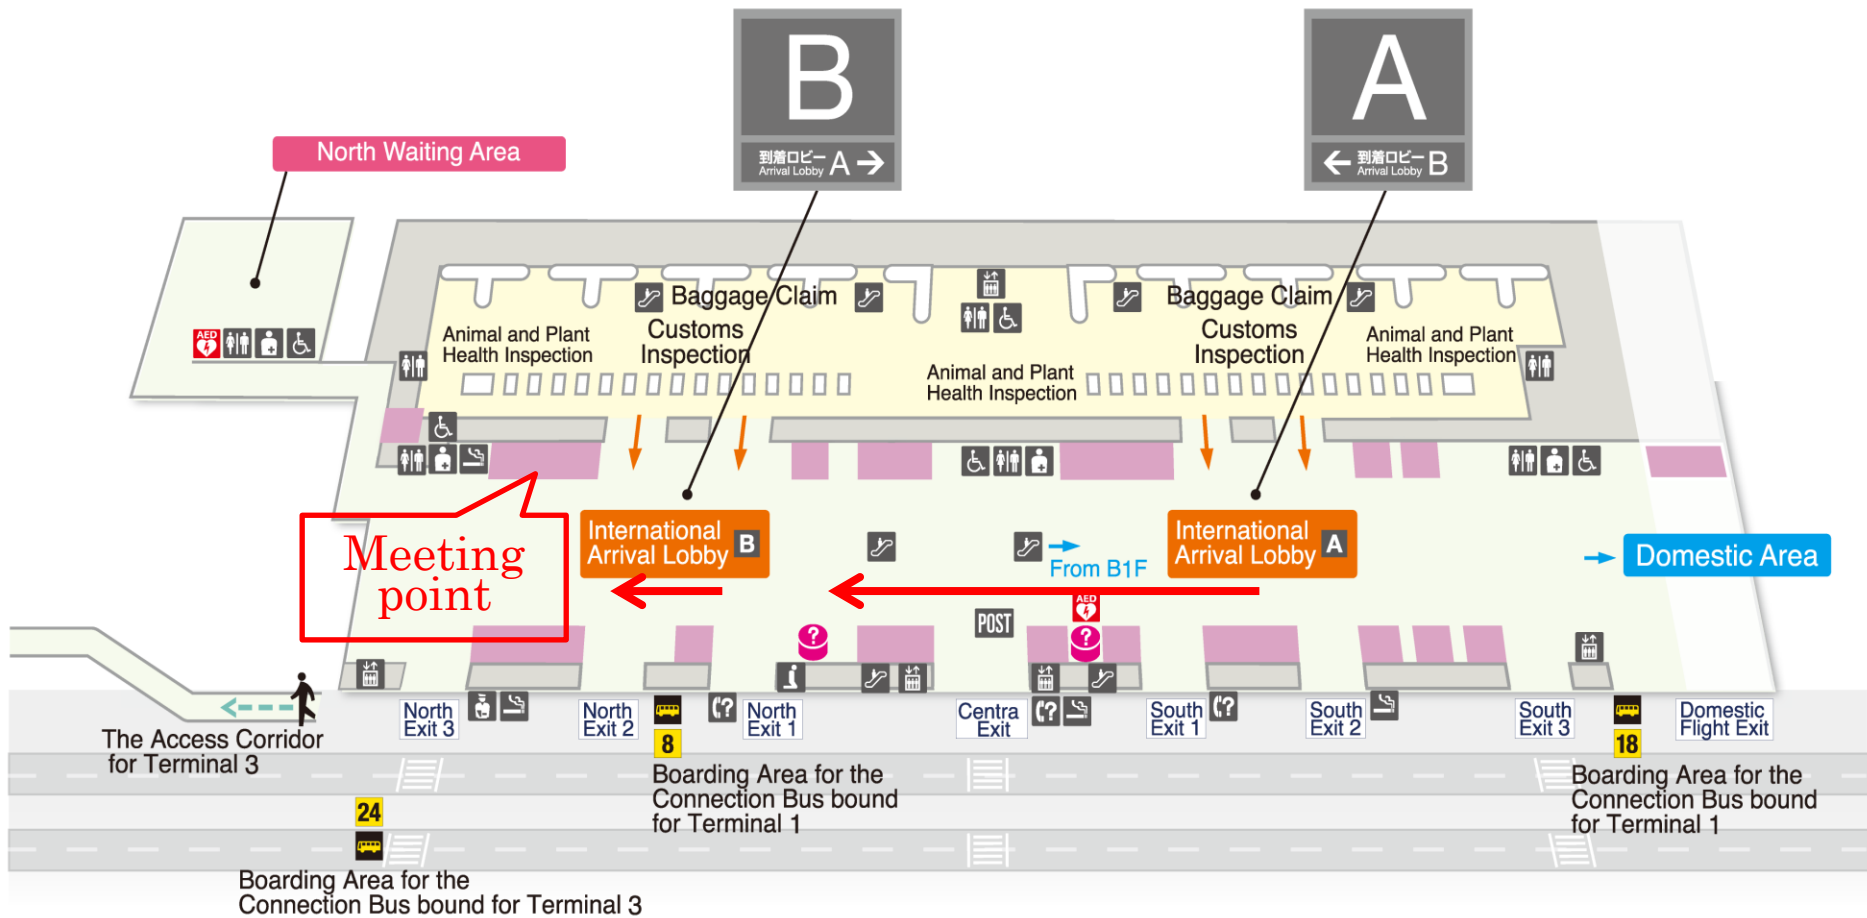 B
到着ロビー
Arrival Lobby A
A
到着ロビー
Arrival Lobby B
North Waiting Area
Baggage Claim
Baggage Claim
Animal and Plant
Health Inspection
Customs
Inspection
Animal and Plant
Health Inspection
Customs
Inspection
Animal and Plant
Health Inspection
AED
Meeting
point
International
Arrival Lobby B
From B1F
International
Arrival Lobby A
Domestic Area
AED
POST
?
?
i
North
Exit 3
North
Exit 2
8
?
North
Exit 1
Centra
Exit
?
South
Exit 1
?
South
Exit 2
South
Exit 3
18
Domestic
Flight Exit
The Access Corridor
for Terminal 3
Boarding Area for the
Connection Bus bound
for Terminal 1
Boarding Area for the
Connection Bus bound
for Terminal 1
24
Boarding Area for the
Connection Bus bound for Terminal 3